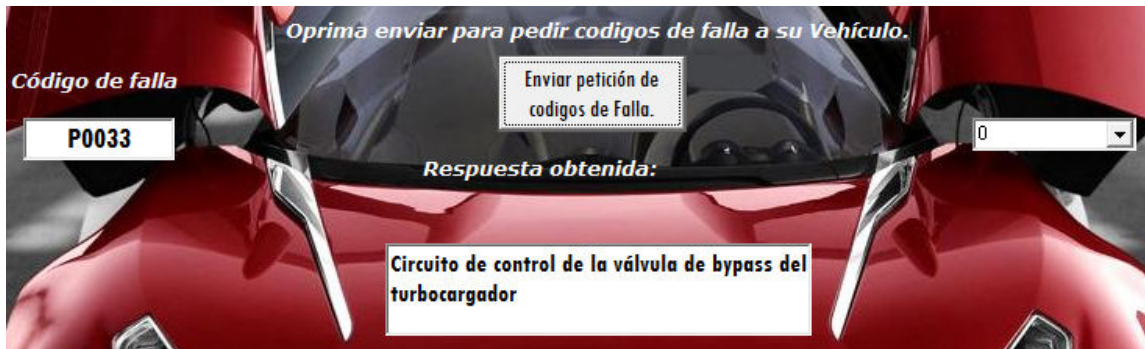 Oprima enviar para pedir codigos de falla a su Vehículo.
Código de falla
Enviar petición de
codigos de Falla.
P0033
0
Respuesta obtenida:
Circuito de control de la válvula de bypass del
turbocargador